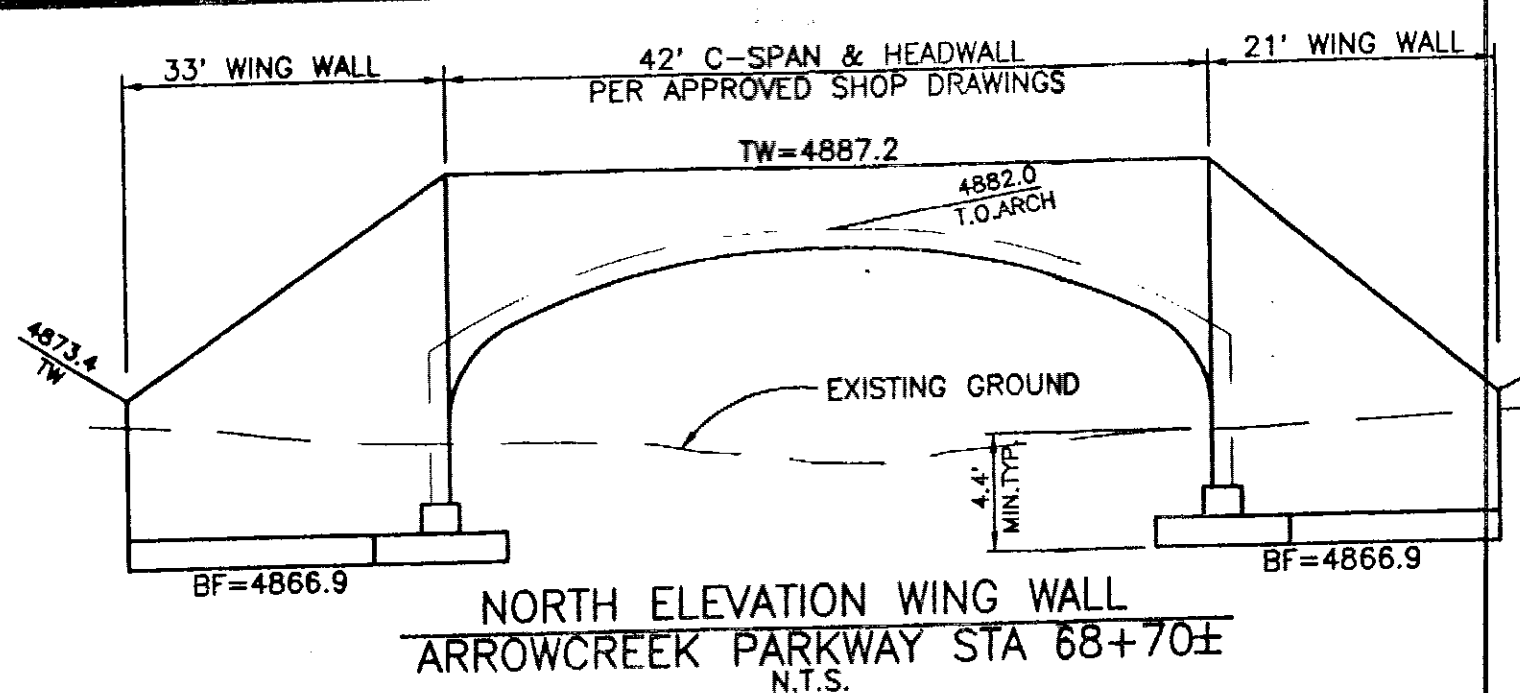 33' WING WALL
42' C-SPAN & HEADWALL
PER APPROVED SHOP DRAWINGS
21' WING WALL
TW=4887.2
4882.0
T.O.ARCH
4873.4
TW
EXISTING GROUND
4.4'
MIN.TYP.
BF=4866.9
BF=4866.9
NORTH ELEVATION WING WALL
ARROWCREEK PARKWAY STA 68+70±
N.T.S.